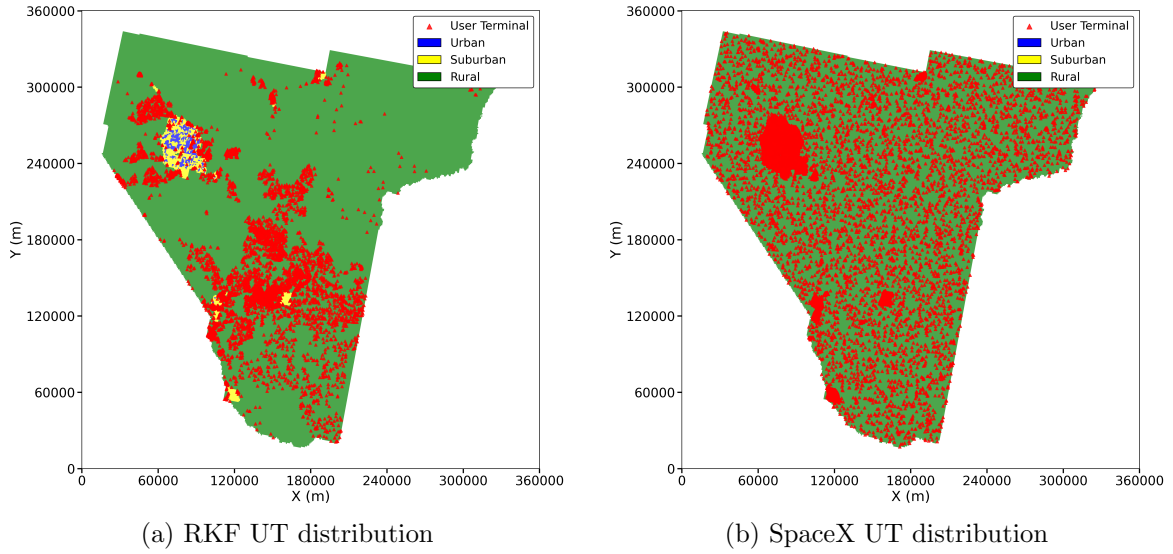 360000
300000
240000
180000
120000
60000
0
Y (m)
0 60000 120000 180000 240000 300000 360000
X (m)
User Terminal
Urban
Suburban
Rural
(a) RKF UT distribution
360000
300000
240000
180000
120000
60000
0
Y (m)
0 60000 120000 180000 240000 300000 360000
X (m)
User Terminal
Urban
Suburban
Rural
(b) SpaceX UT distribution